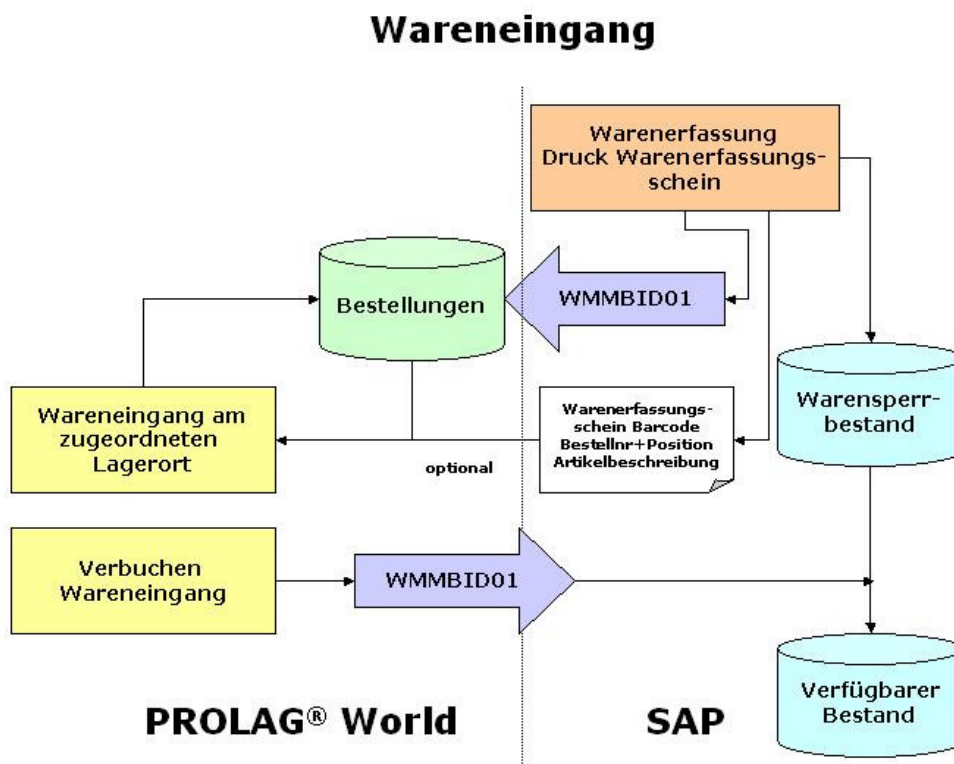 Wareneingang
Warenerfassung
Druck Warenerfassungs-
schein
Bestellungen
WMMBID01
Wareneingang am
zugeordneten
Lagerort
optional
Warenerfassungs-
schein Barcode
Bestellnr+Position
Artikelbeschreibung
Warensperr-
bestand
Verbuchen
Wareneingang
WMMBID01
Verfügbarer
Bestand
PROLAG® World
SAP